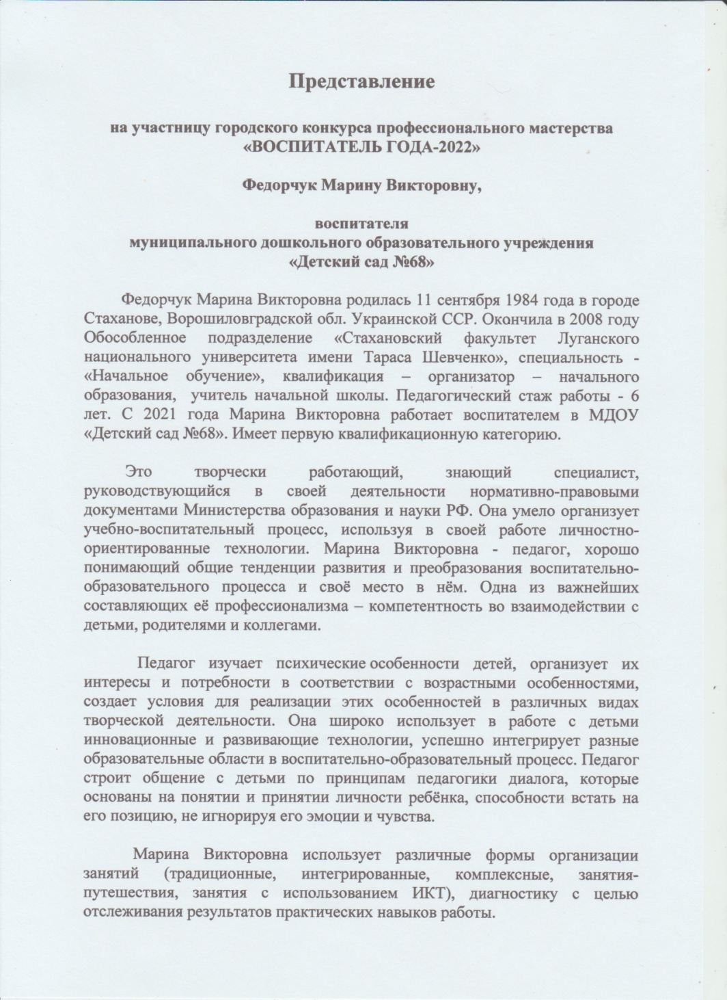 Представление
на участницу городского конкурса профессионального мастерства
«ВОСПИТАТЕЛЬ ГОДА-2022»
Федорчук Марину Викторовну,
воспитателя
муниципального дошкольного образовательного учреждения
«Детский сад №68»
Федорчук Марина Викторовна родилась 11 сентября 1984 года в городе
Стаханове, Ворошиловградской обл. Украинской ССР. Окончила в 2008 году
Обособленное подразделение «Стахановский факультет Луганского
национального университета имени Тараса Шевченко», специальность -
«Начальное обучение», квалификация – организатор – начального
образования, учитель начальной школы. Педагогический стаж работы - 6
лет. С 2021 года Марина Викторовна работает воспитателем в МДОУ
«Детский сад №68». Имеет первую квалификационную категорию.
Это творчески работающий, знающий специалист,
руководствующийся в своей деятельности нормативно-правовыми
документами Министерства образования и науки РФ. Она умело организует
учебно-воспитательный процесс, используя в своей работе личностно-
ориентированные технологии. Марина Викторовна - педагог, хорошо
понимающий общие тенденции развития и преобразования воспитательно-
образовательного процесса и своё место в нём. Одна из важнейших
составляющих её профессионализма – компетентность во взаимодействии с
детьми, родителями и коллегами.
Педагог изучает психические особенности детей, организует их
интересы и потребности в соответствии с возрастными особенностями,
создает условия для реализации этих особенностей в различных видах
творческой деятельности. Она широко использует в работе с детьми
инновационные и развивающие технологии, успешно интегрирует разные
образовательные области в воспитательно-образовательный процесс. Педагог
строит общение с детьми по принципам педагогики диалога, которые
основаны на понятии и принятии личности ребёнка, способности встать на
его позицию, не игнорируя его эмоции и чувства.
Марина Викторовна использует различные формы организации
занятий (традиционные, интегрированные, комплексные, занятия-
путешествия, занятия с использованием ИКТ), диагностику с целью
отслеживания результатов практических навыков работы.